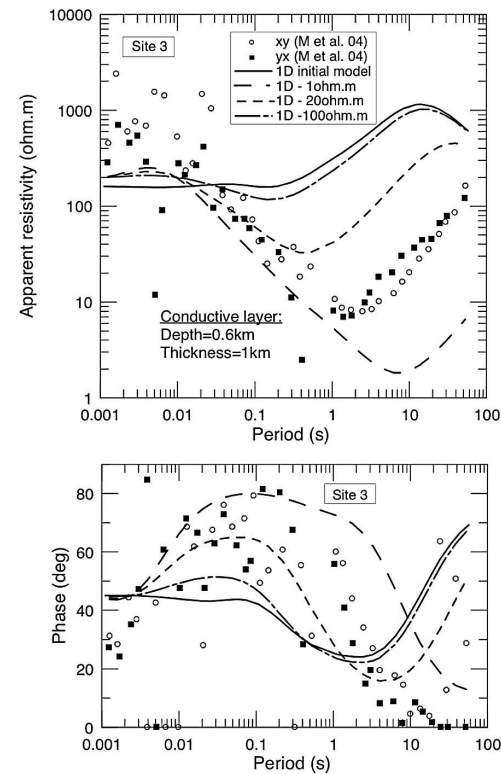 10000
Site 3
xy (M et al. 04)
yx (M et al. 04)
1D initial model
1D - 1ohm.m
1D - 20ohm.m
1D -100ohm.m
1000
100
10
1
Apparent resistivity (ohm.m)
Conductive layer:
Depth=0.6km
Thickness=1km
0.001 0.01 0.1 1 10 100
Period (s)
Site 3
80
60
40
20
0
Phase (deg)
0.001 0.01 0.1 1 10 100
Period (s)